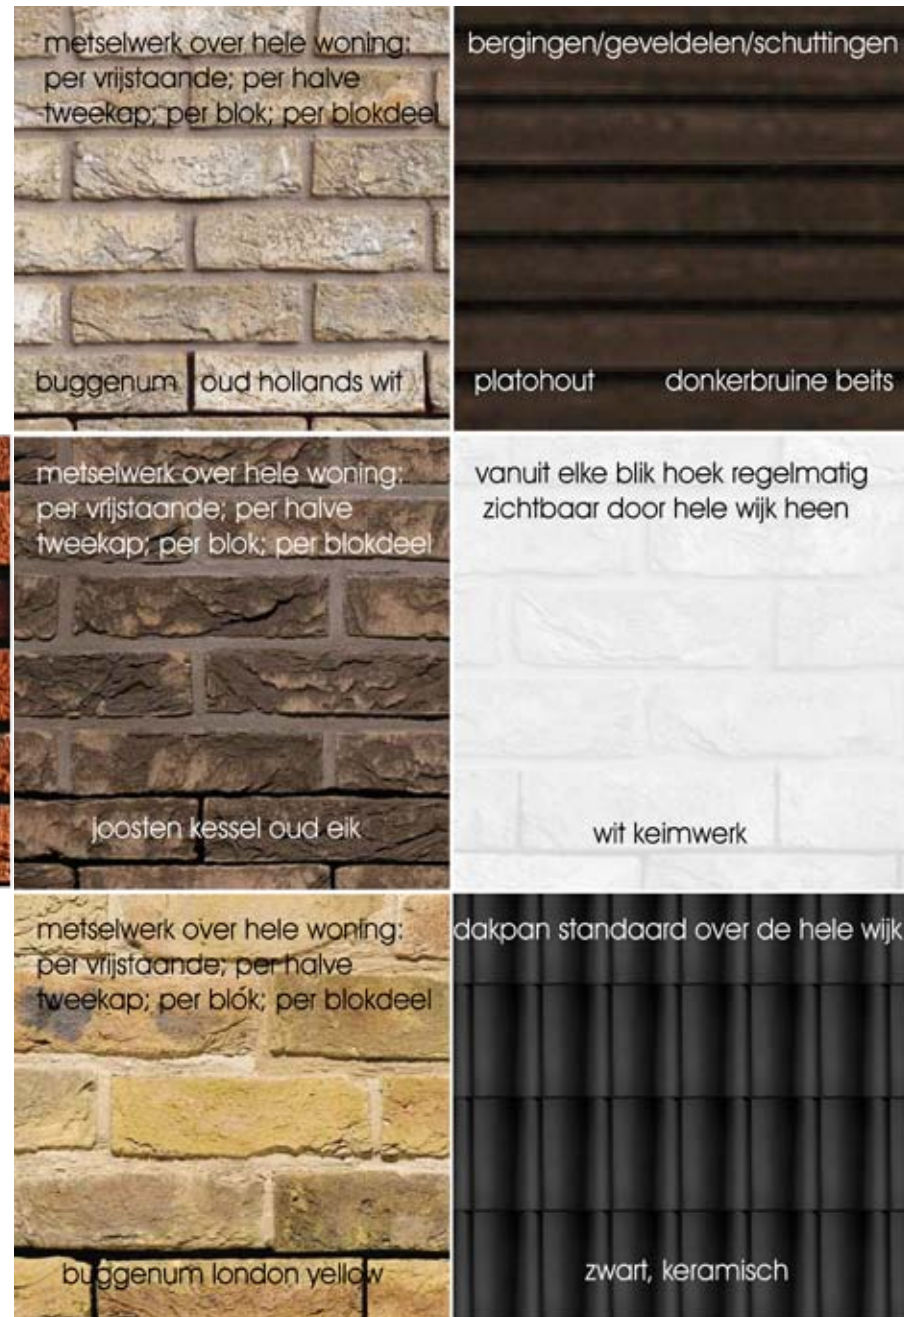 metselwerk over hele woning:
per vrijstaande; per halve
tweekap; per blok; per blokdeel
buggenum oud hollands wit
bergingen/geveldelen/schuttingen
platohout donkerbruine beits
metselwerk over hele woning:
per vrijstaande; per halve
tweekap; per blok; per blokdeel
joosten kessel oud eik
vanuit elke blik hoek regelmatig
zichtbaar door hele wijk heen
wit keimwerk
metselwerk over hele woning:
per vrijstaande; per halve
tweekap; per blok; per blokdeel
buggenum london yellow
dakpan standaard over de hele wijk
zwart, keramisch